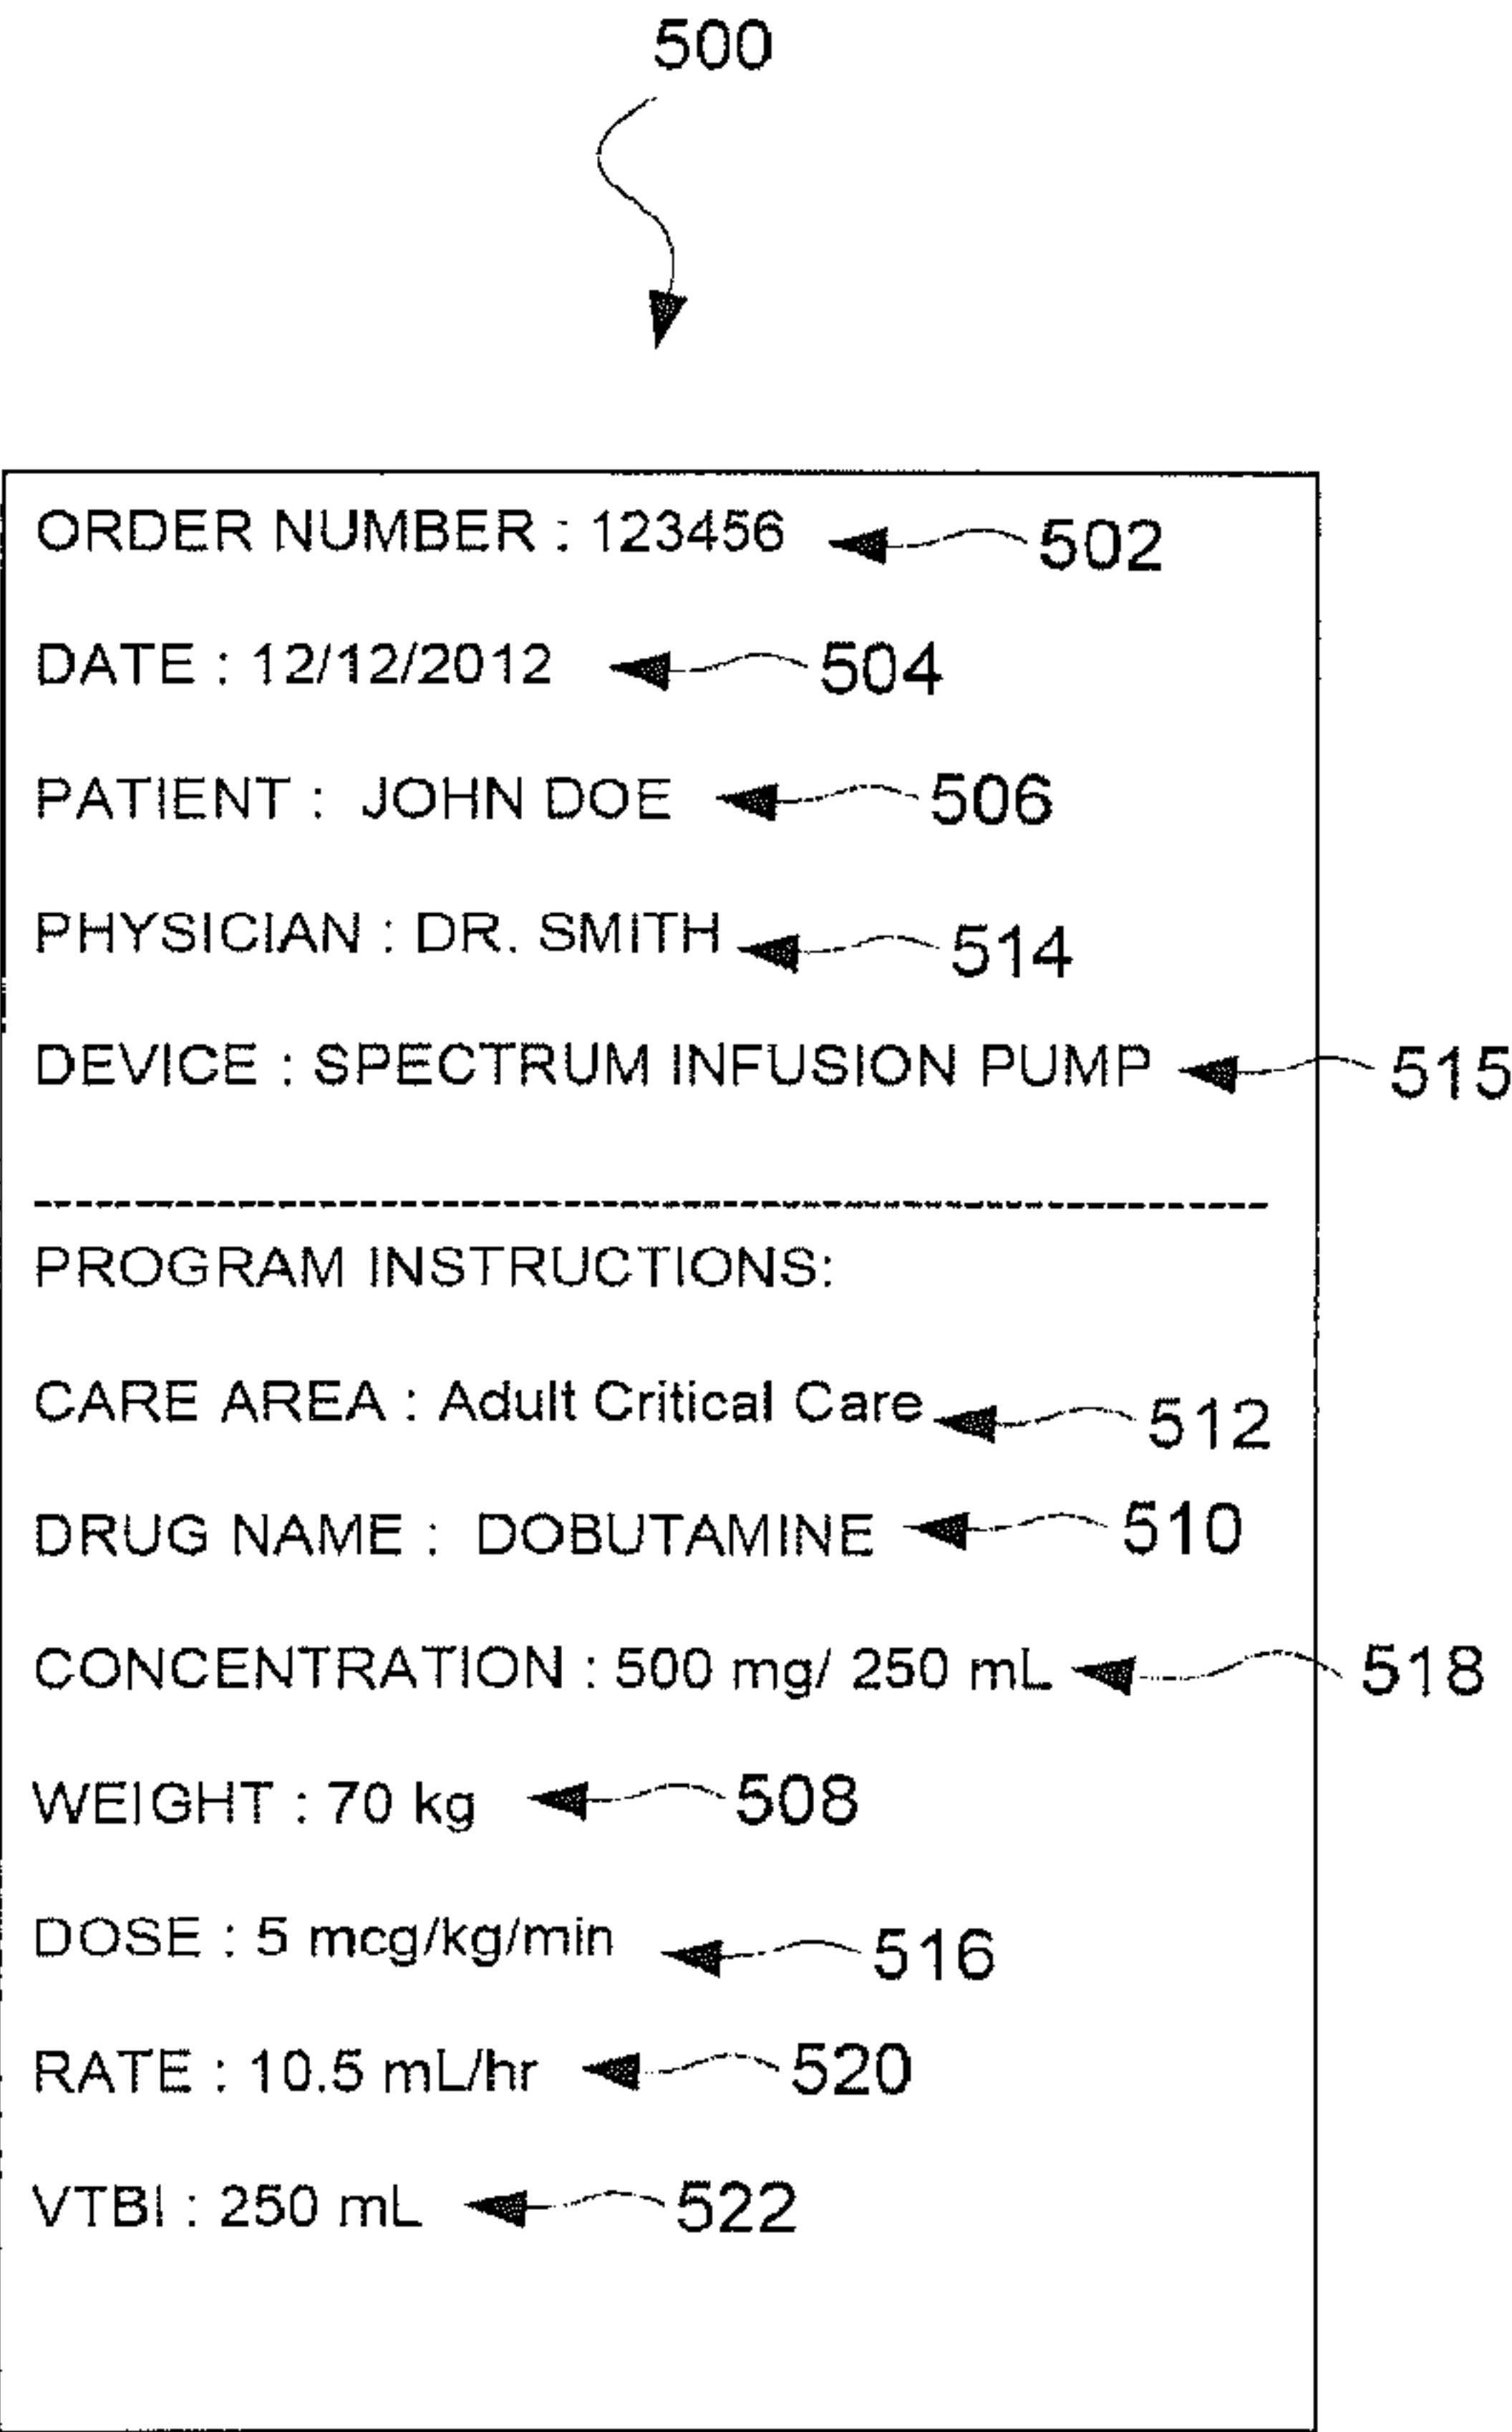 500
ORDER NUMBER : 123456 502
DATE : 12/12/2012 504
PATIENT : JOHN DOE 506
PHYSICIAN : DR. SMITH 514
DEVICE : SPECTRUM INFUSION PUMP 515
PROGRAM INSTRUCTIONS:
CARE AREA : Adult Critical Care 512
DRUG NAME : DOBUTAMINE 510
CONCENTRATION : 500 mg/ 250 mL 518
WEIGHT : 70 kg 508
DOSE : 5 mcg/kg/min 516
RATE : 10.5 mL/hr 520
VTBI : 250 mL 522